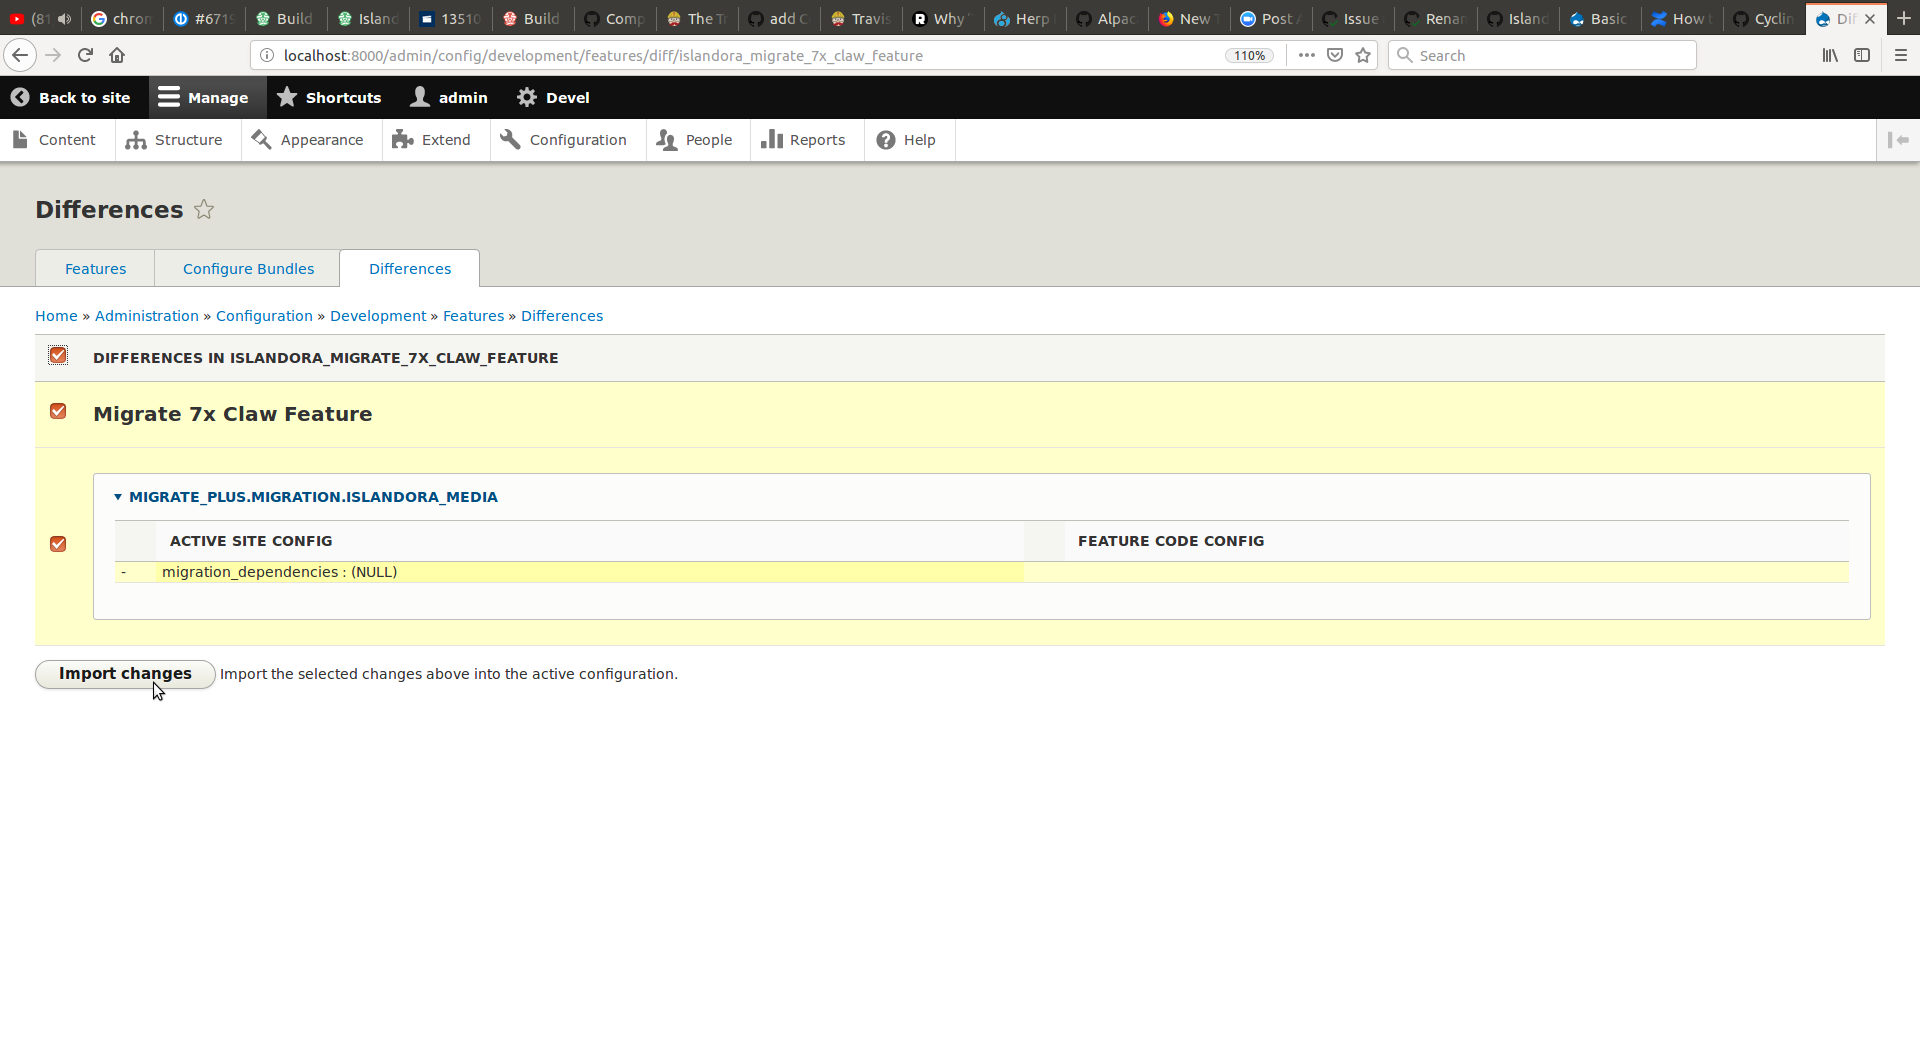 (81 chron #671 Build Island 13510 Build Comp The Tr add C Travis Why Herp Alpac New T Post A Issue Renam Island Basic How t Cyclin Dif
localhost:8000/admin/config/development/features/diff/islandora_migrate_7x_claw_feature 110% Search
Back to site Manage Shortcuts admin Devel
Content Structure Appearance Extend Configuration People Reports Help
Differences
Features Configure Bundles Differences
Home » Administration » Configuration » Development » Features » Differences
DIFFERENCES IN ISLANDORA_MIGRATE_7X_CLAW_FEATURE
Migrate 7x Claw Feature
MIGRATE_PLUS.MIGRATION.ISLANDORA_MEDIA
ACTIVE SITE CONFIG FEATURE CODE CONFIG
- migration_dependencies : (NULL)
Import changes Import the selected changes above into the active configuration.